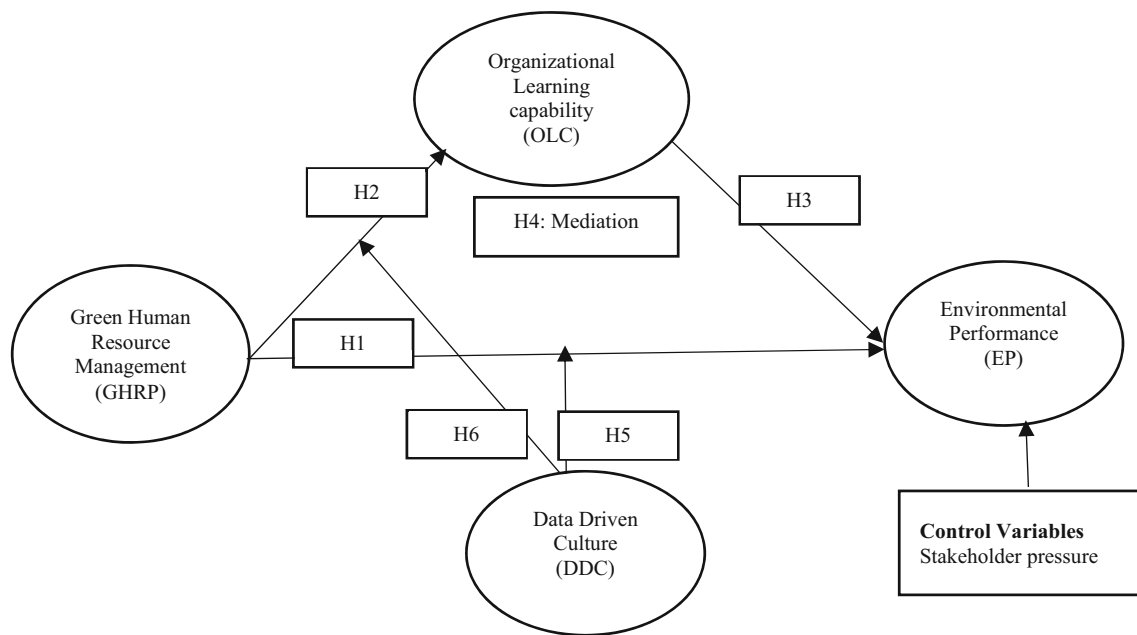 Organizational
Learning
capability
(OLC)
H2
H3
H4: Mediation
Green Human
Resource
Management
(GHRP)
H1
Environmental
Performance
(EP)
H6
H5
Data Driven
Culture
(DDC)
Control Variables
Stakeholder pressure